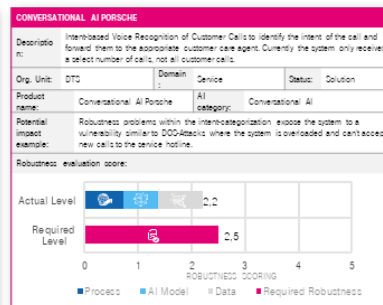 CONVERSATIONAL AI PORSCHE
Descriptio
n:
Intent-based Voice Recognition of Customer Calls to identify the intent of the call and
forward them to the appropriate customer care agent. Currently the system only receives
a select number of calls, not all customer calls.
Org. Unit: DTS Domain
: Service Status: Solution
Product
name: Conversational AI Porsche AI
category: Conversational AI
Potential
impact
example:
Robustness problems within the intent-categorization expose the system to a
vulnerability similar to DOS-Attacks where the system is overloaded and can't accep
new calls to the service hotline.
Robustness evaluation score:
Actual Level 2,2
Required
Level 2,5
0 1 2 3 4 5
ROBUSTNESS SCORING
Process AI Model Data Required Robustness